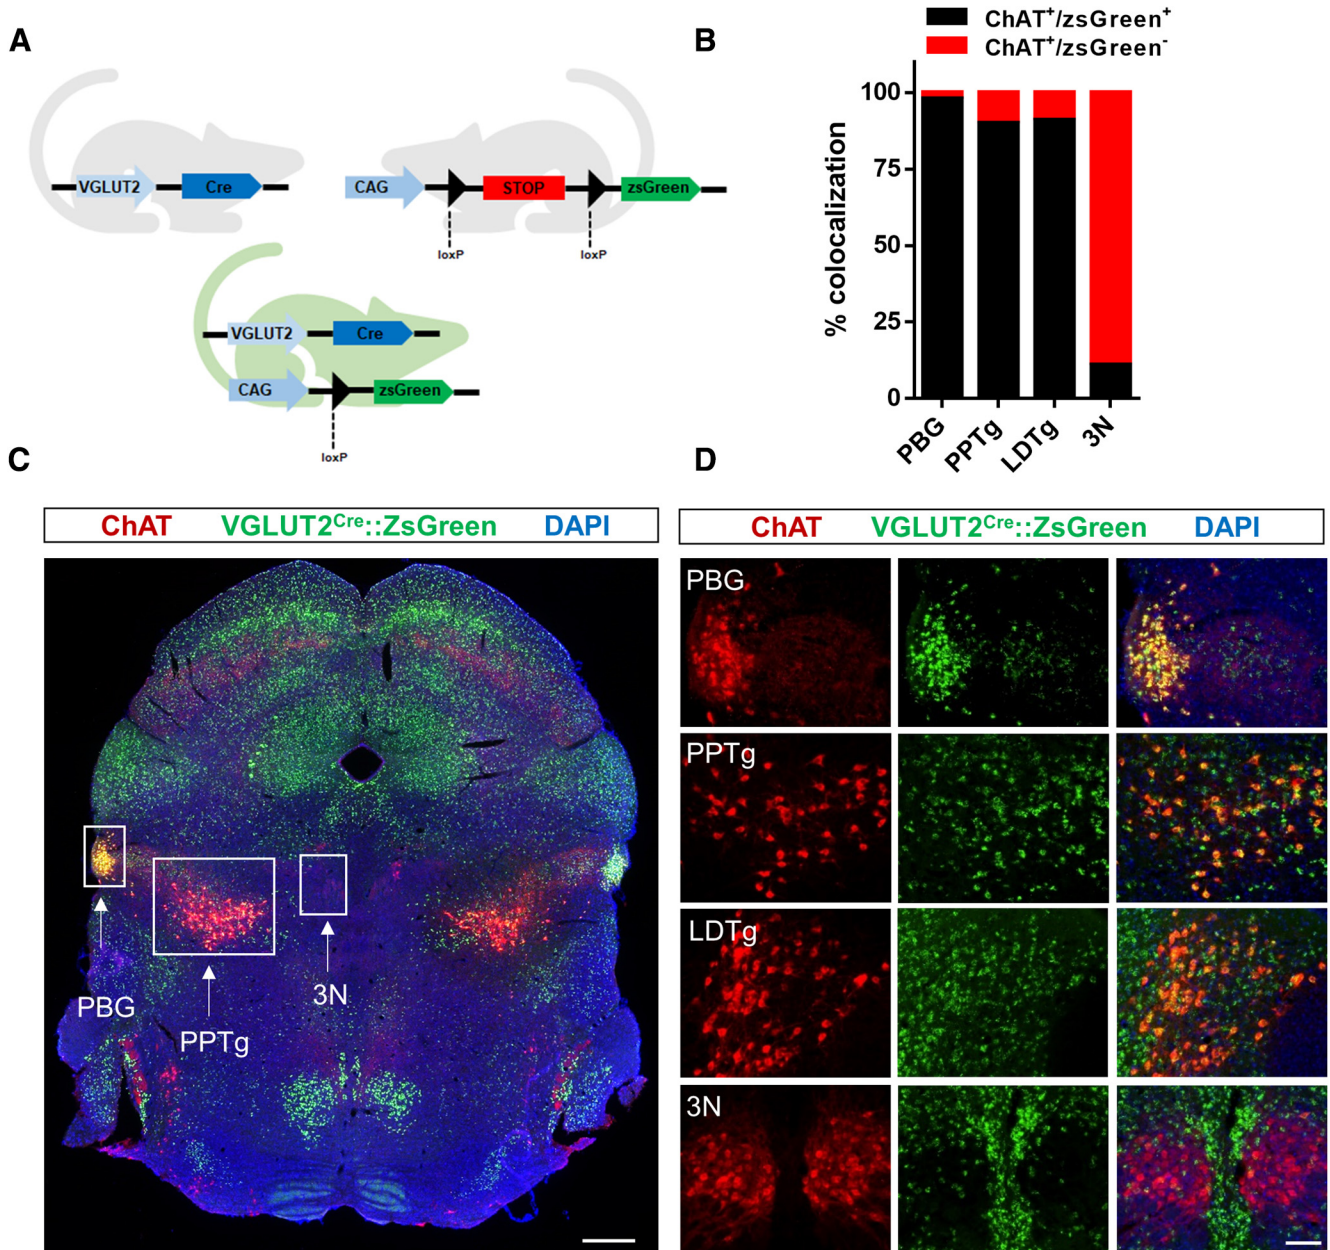 A
VGLUT2 Cre
CAG STOP zsGreen
loxP loxP
VGLUT2 Cre
CAG zsGreen
loxP
B
ChAT⁺/zsGreen⁺
ChAT⁺/zsGreen⁻
% colocalization
100
75
50
25
0
PBG PPTg LDTg 3N
C
ChAT VGLUT2ᶜʳᵉ::ZsGreen DAPI
PBG
PPTg
3N
D
ChAT VGLUT2ᶜʳᵉ::ZsGreen DAPI
PBG
PPTg
LDTg
3N